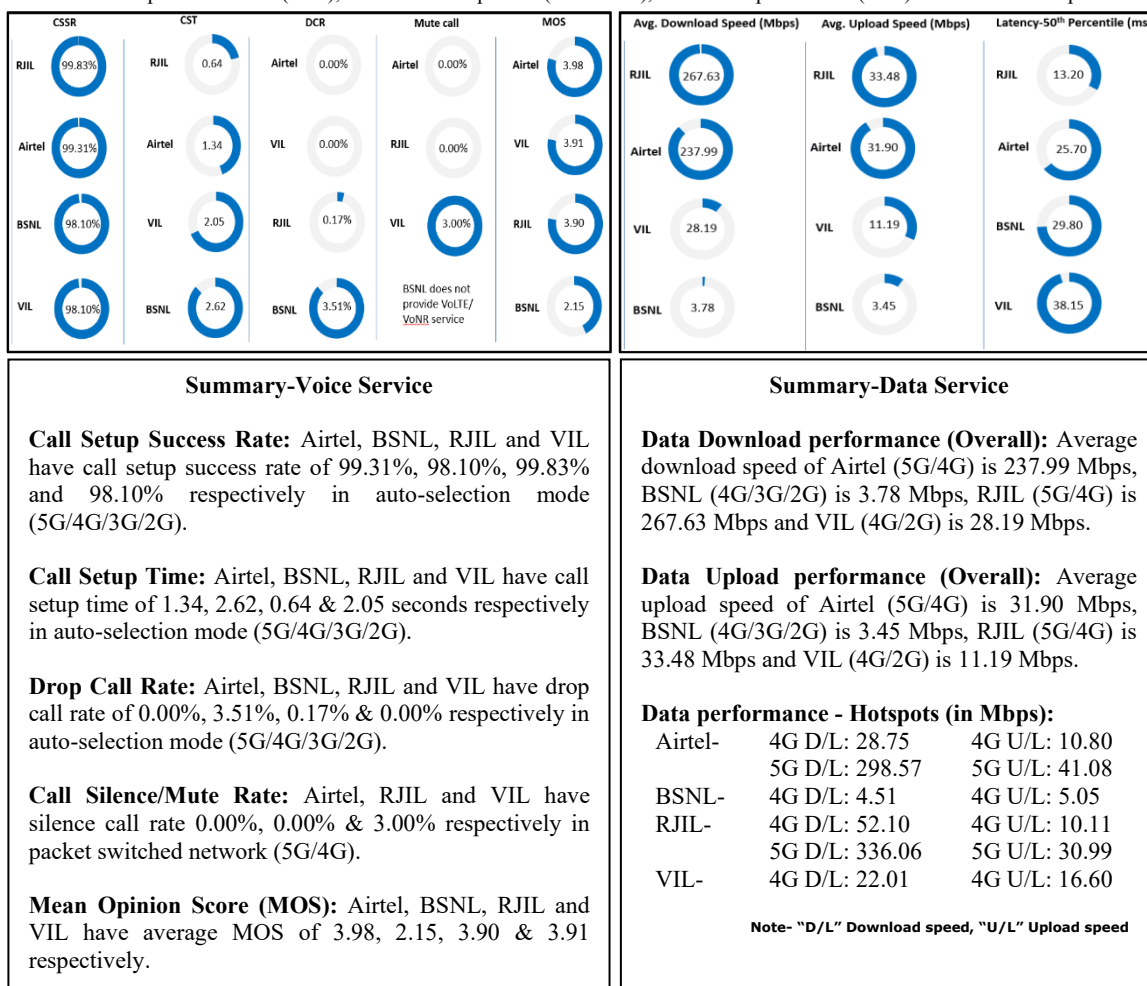 CSSR CST DCR Mute call MOS
RJIL 99.83% RJIL 0.64 Airtel 0.00% Airtel 0.00% Airtel 3.98
Airtel 99.31% Airtel 1.34 VIL 0.00% RJIL 0.00% VIL 3.91
BSNL 98.10% VIL 2.05 RJIL 0.17% VIL 3.00% RJIL 3.90
VIL 98.10% BSNL 2.62 BSNL 3.51% BSNL does not BSNL 2.15
provide VoLTE/
VoNR service
Avg. Download Speed (Mbps) Avg. Upload Speed (Mbps) Latency-50th Percentile (ms
RJIL 267.63 RJIL 33.48 RJIL 13.20
Airtel 237.99 Airtel 31.90 Airtel 25.70
VIL 28.19 VIL 11.19 BSNL 29.80
BSNL 3.78 BSNL 3.45 VIL 38.15
Summary-Voice Service
Call Setup Success Rate: Airtel, BSNL, RJIL and VIL
have call setup success rate of 99.31%, 98.10%, 99.83%
and 98.10% respectively in auto-selection mode
(5G/4G/3G/2G).
Call Setup Time: Airtel, BSNL, RJIL and VIL have call
setup time of 1.34, 2.62, 0.64 & 2.05 seconds respectively
in auto-selection mode (5G/4G/3G/2G).
Drop Call Rate: Airtel, BSNL, RJIL and VIL have drop
call rate of 0.00%, 3.51%, 0.17% & 0.00% respectively in
auto-selection mode (5G/4G/3G/2G).
Call Silence/Mute Rate: Airtel, RJIL and VIL have
silence call rate 0.00%, 0.00% & 3.00% respectively in
packet switched network (5G/4G).
Mean Opinion Score (MOS): Airtel, BSNL, RJIL and
VIL have average MOS of 3.98, 2.15, 3.90 & 3.91
respectively.
Summary-Data Service
Data Download performance (Overall): Average
download speed of Airtel (5G/4G) is 237.99 Mbps,
BSNL (4G/3G/2G) is 3.78 Mbps, RJIL (5G/4G) is
267.63 Mbps and VIL (4G/2G) is 28.19 Mbps.
Data Upload performance (Overall): Average
upload speed of Airtel (5G/4G) is 31.90 Mbps,
BSNL (4G/3G/2G) is 3.45 Mbps, RJIL (5G/4G) is
33.48 Mbps and VIL (4G/2G) is 11.19 Mbps.
Data performance - Hotspots (in Mbps):
Airtel- 4G D/L: 28.75 4G U/L: 10.80
5G D/L: 298.57 5G U/L: 41.08
BSNL- 4G D/L: 4.51 4G U/L: 5.05
RJIL- 4G D/L: 52.10 4G U/L: 10.11
5G D/L: 336.06 5G U/L: 30.99
VIL- 4G D/L: 22.01 4G U/L: 16.60
Note- “D/L” Download speed, “U/L” Upload speed